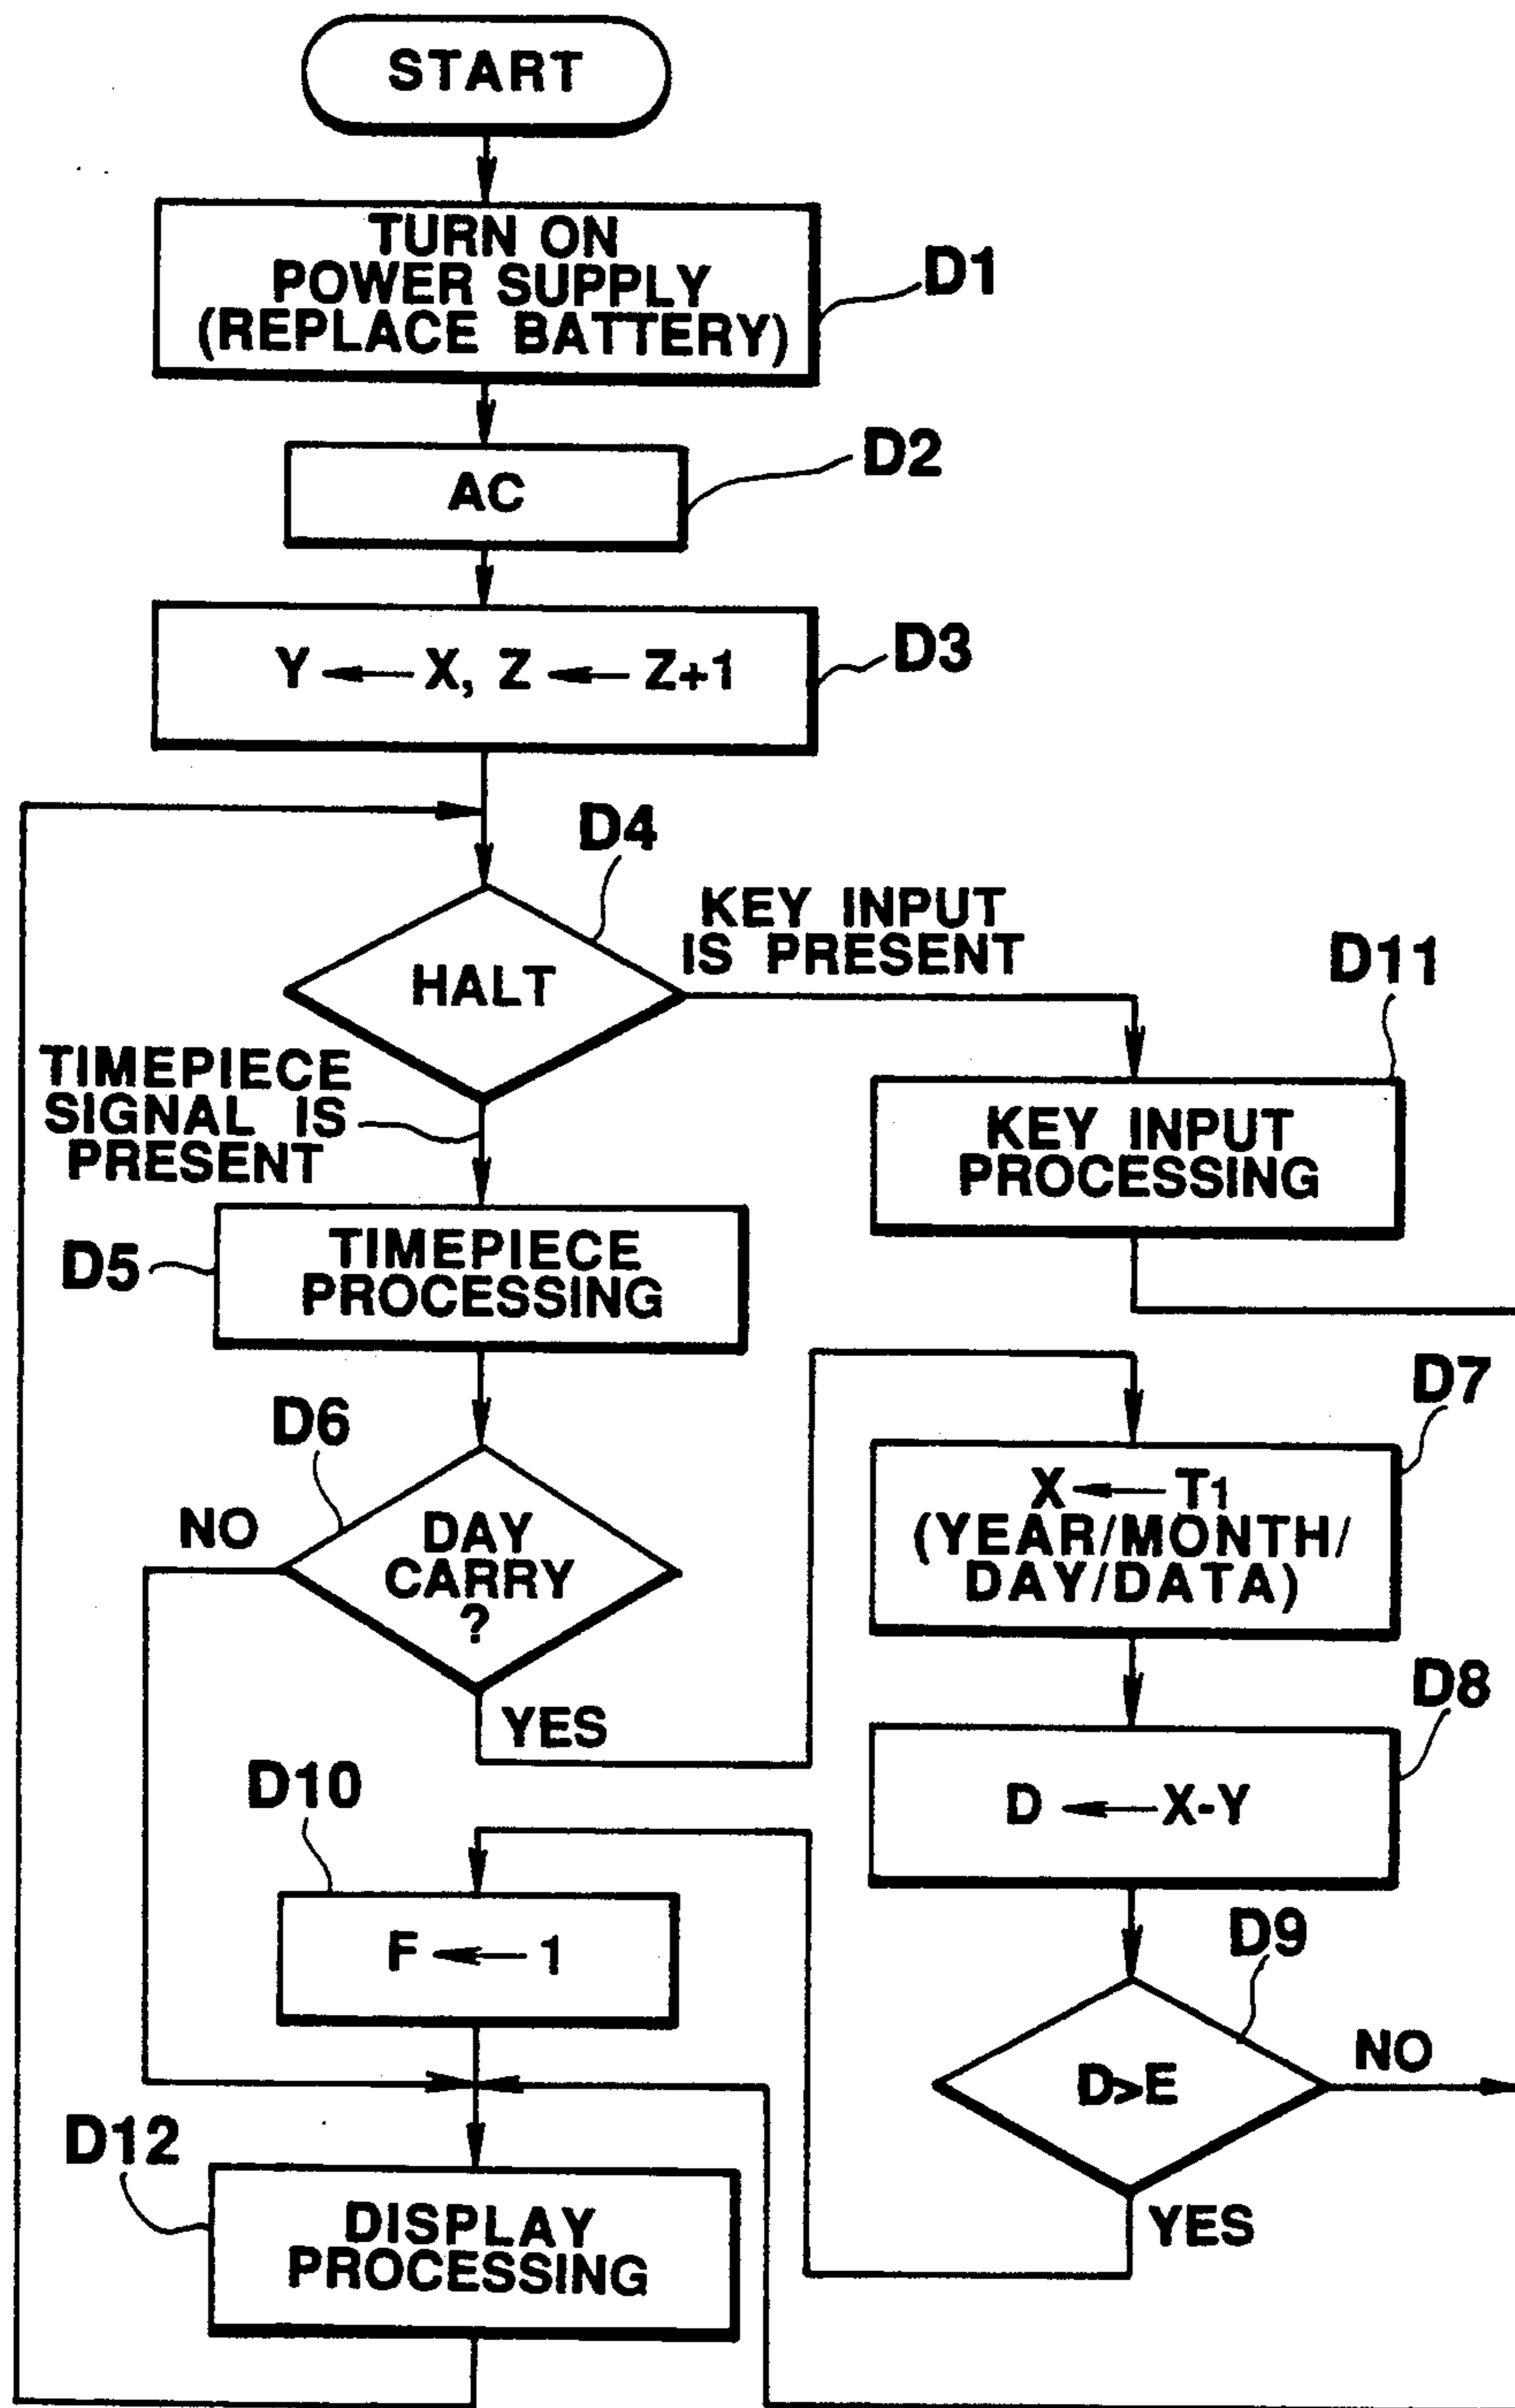 START
TURN ON
POWER SUPPLY
(REPLACE BATTERY)
D1
AC
D2
Y ← X, Z ← Z+1
D3
D4
HALT
KEY INPUT
IS PRESENT
D11
KEY INPUT
PROCESSING
TIMEPIECE
SIGNAL IS
PRESENT
D5
TIMEPIECE
PROCESSING
D6
NO
DAY
CARRY
?
YES
D7
X ← T1
(YEAR/MONTH/
DAY/DATA)
D8
D ← X-Y
D10
F ← 1
D9
D>E
NO
YES
D12
DISPLAY
PROCESSING